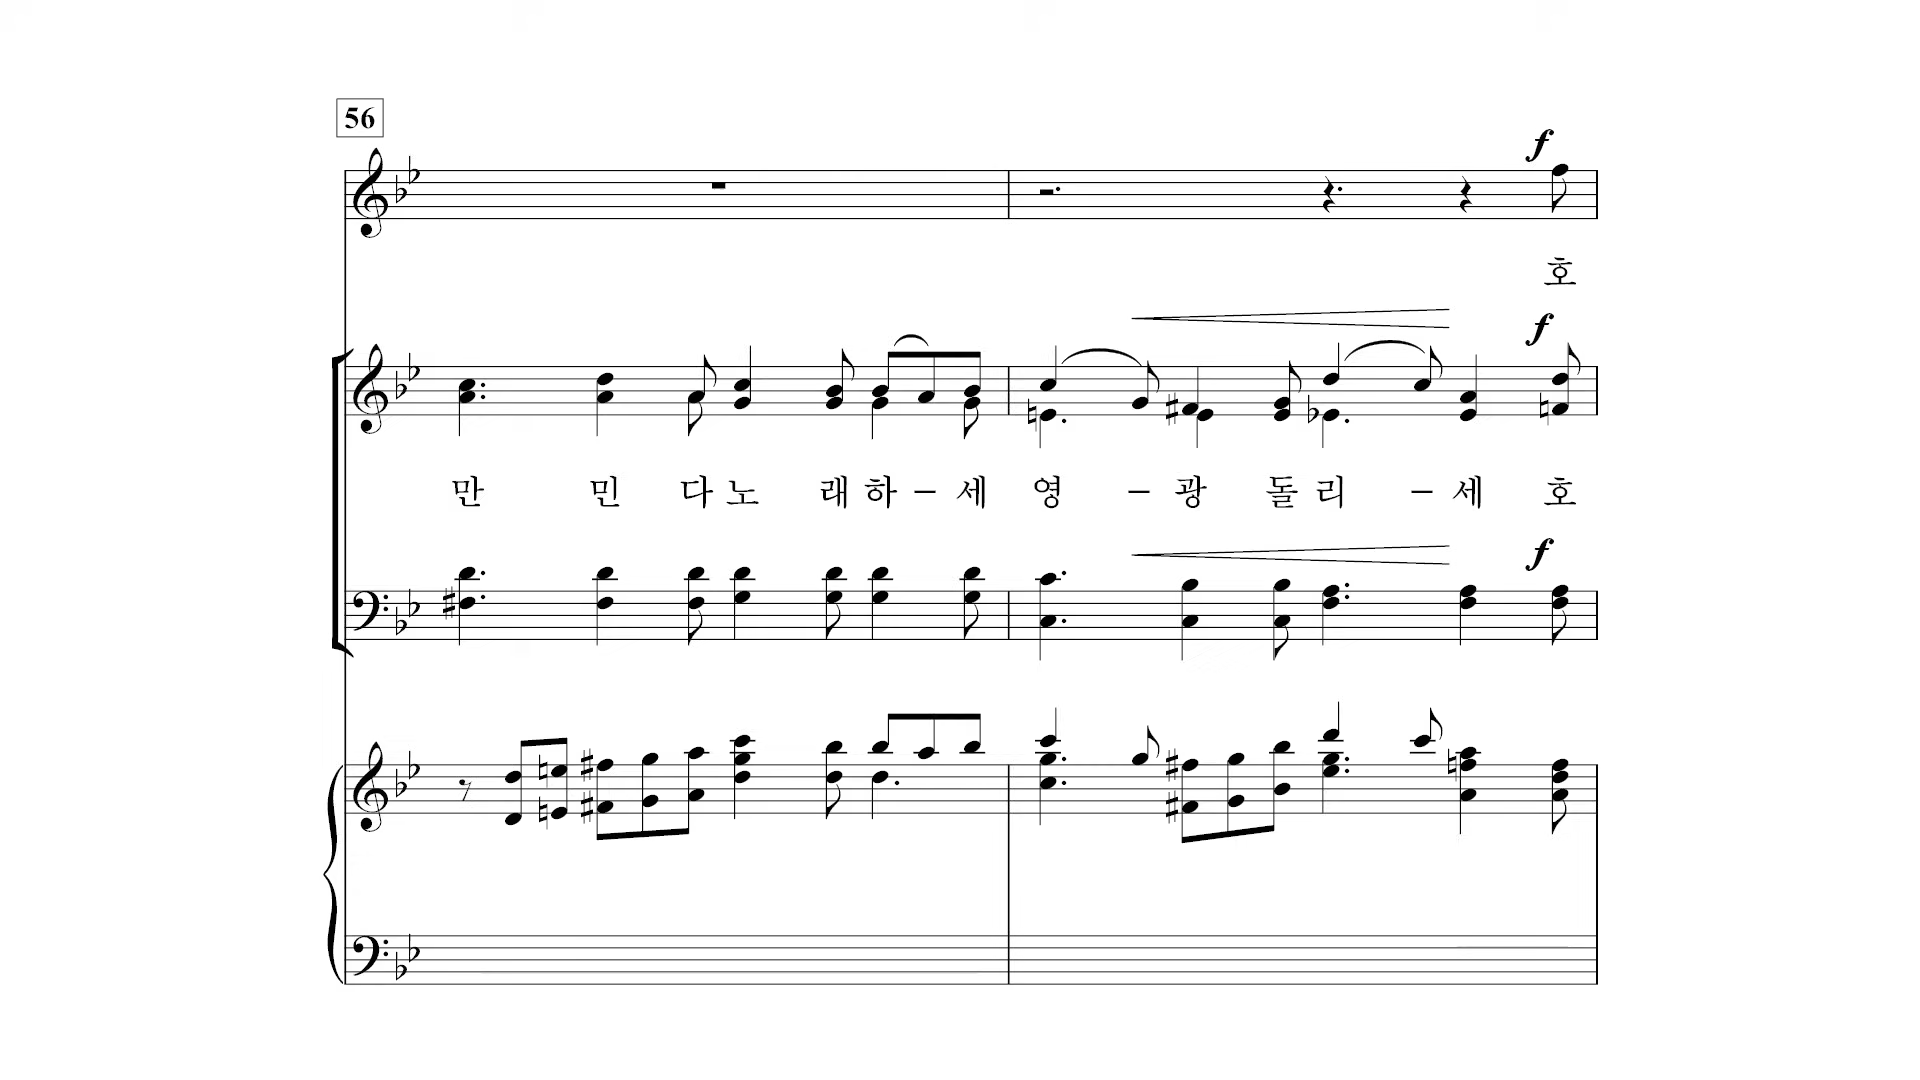 56
f
호
f
만 민 다 노 래 하 – 세 영 – 광 돌 리 – 세 호
f